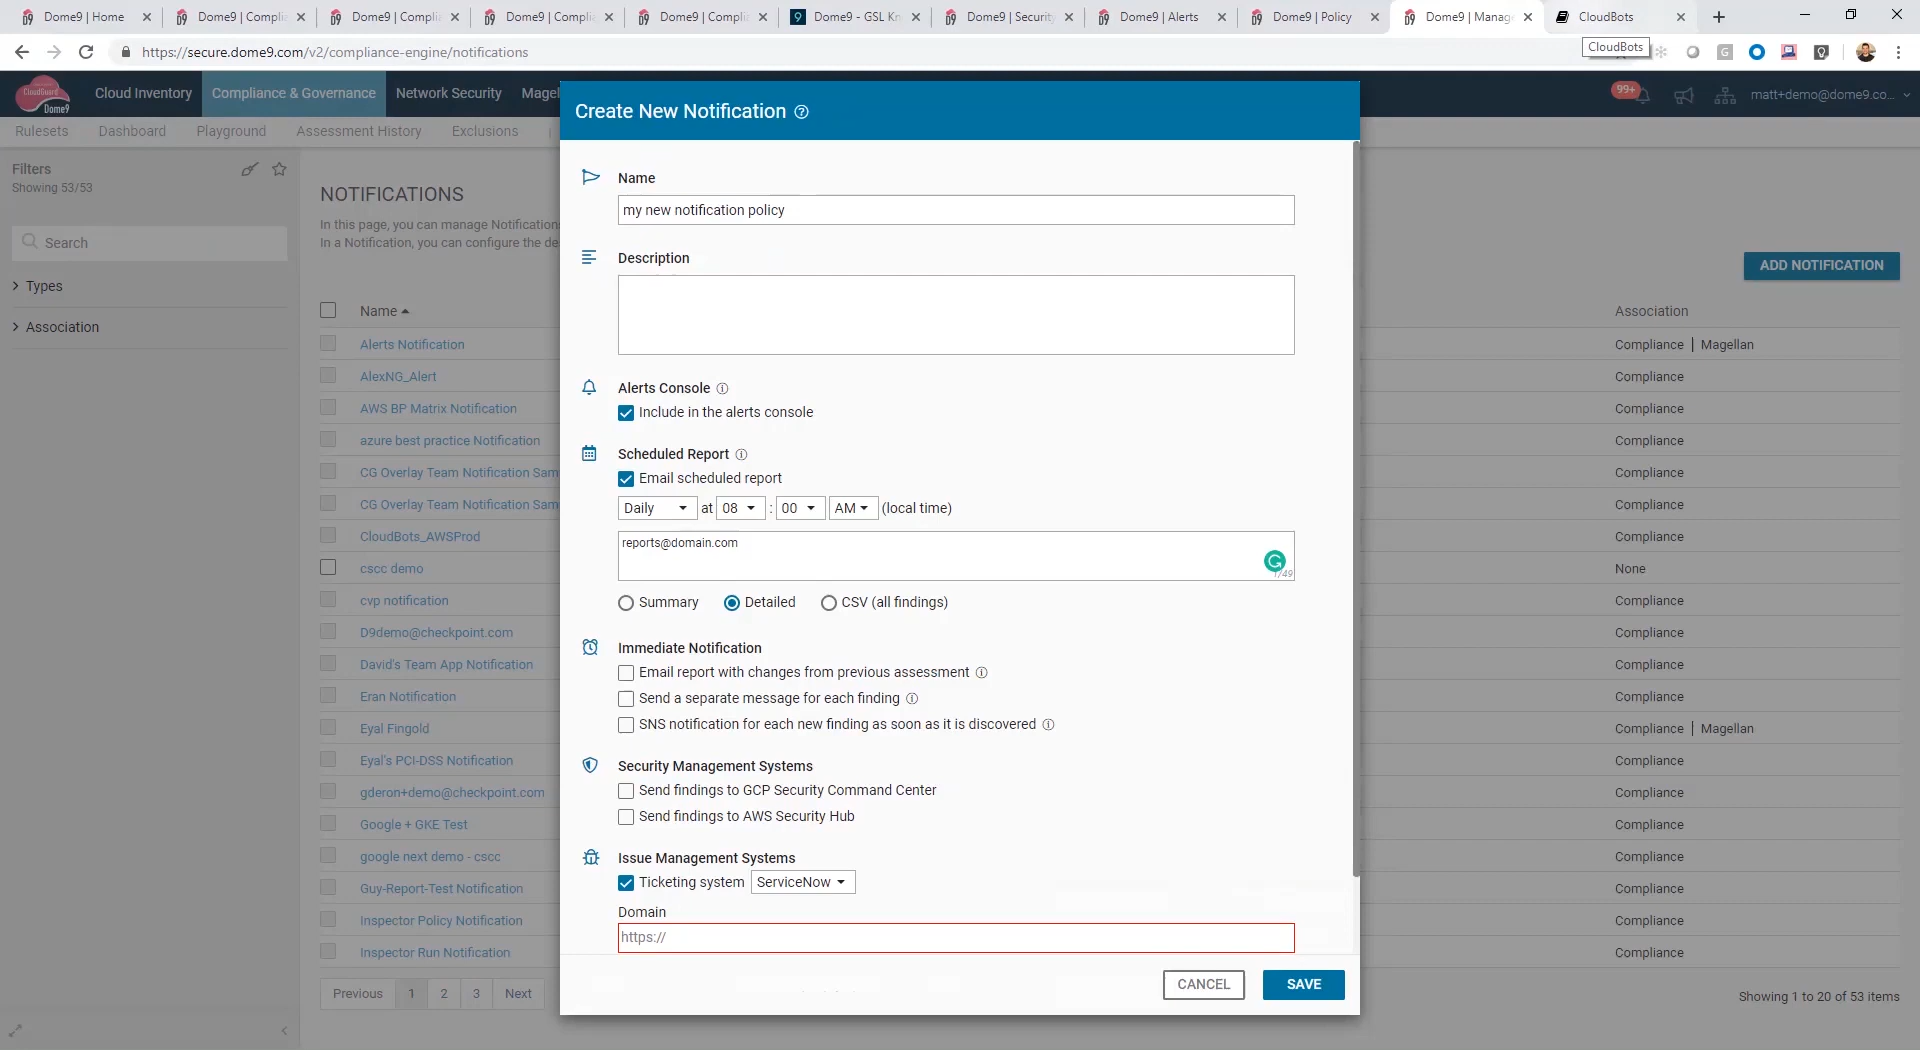 Dome9 | Home
Dome9 | Complia
Dome9 | Complia
Dome9 | Complia
Dome9 | Complia
Dome9 - GSL Kn
Dome9 | Security
Dome9 | Alerts
Dome9 | Policy
Dome9 | Manag
CloudBots
https://secure.dome9.com/v2/compliance-engine/notifications
CloudBots
CloudGuard
Dome9
Cloud Inventory
Compliance & Governance
Network Security
Magel
99+
matt+demo@dome9.co...
Rulesets
Dashboard
Playground
Assessment History
Exclusions
Filters
Showing 53/53
Search
Types
Association
NOTIFICATIONS
In this page, you can manage Notifications
In a Notification, you can configure the de
ADD NOTIFICATION
Name
Association
Alerts Notification
Compliance | Magellan
AlexNG_Alert
Compliance
AWS BP Matrix Notification
Compliance
azure best practice Notification
Compliance
CG Overlay Team Notification Sam
Compliance
CG Overlay Team Notification Sam
Compliance
CloudBots_AWSProd
Compliance
cscc demo
None
cvp notification
Compliance
D9demo@checkpoint.com
Compliance
David's Team App Notification
Compliance
Eran Notification
Compliance
Eyal Fingold
Compliance | Magellan
Eyal's PCI-DSS Notification
Compliance
gderon+demo@checkpoint.com
Compliance
Google + GKE Test
Compliance
google next demo - cscc
Compliance
Guy-Report-Test Notification
Compliance
Inspector Policy Notification
Compliance
Inspector Run Notification
Compliance
Previous 1 2 3 Next
Showing 1 to 20 of 53 items
Create New Notification
Name
my new notification policy
Description
Alerts Console
Include in the alerts console
Scheduled Report
Email scheduled report
Daily at 08 : 00 AM (local time)
reports@domain.com
1/49
Summary Detailed CSV (all findings)
Immediate Notification
Email report with changes from previous assessment
Send a separate message for each finding
SNS notification for each new finding as soon as it is discovered
Security Management Systems
Send findings to GCP Security Command Center
Send findings to AWS Security Hub
Issue Management Systems
Ticketing system ServiceNow
Domain
https://
CANCEL
SAVE